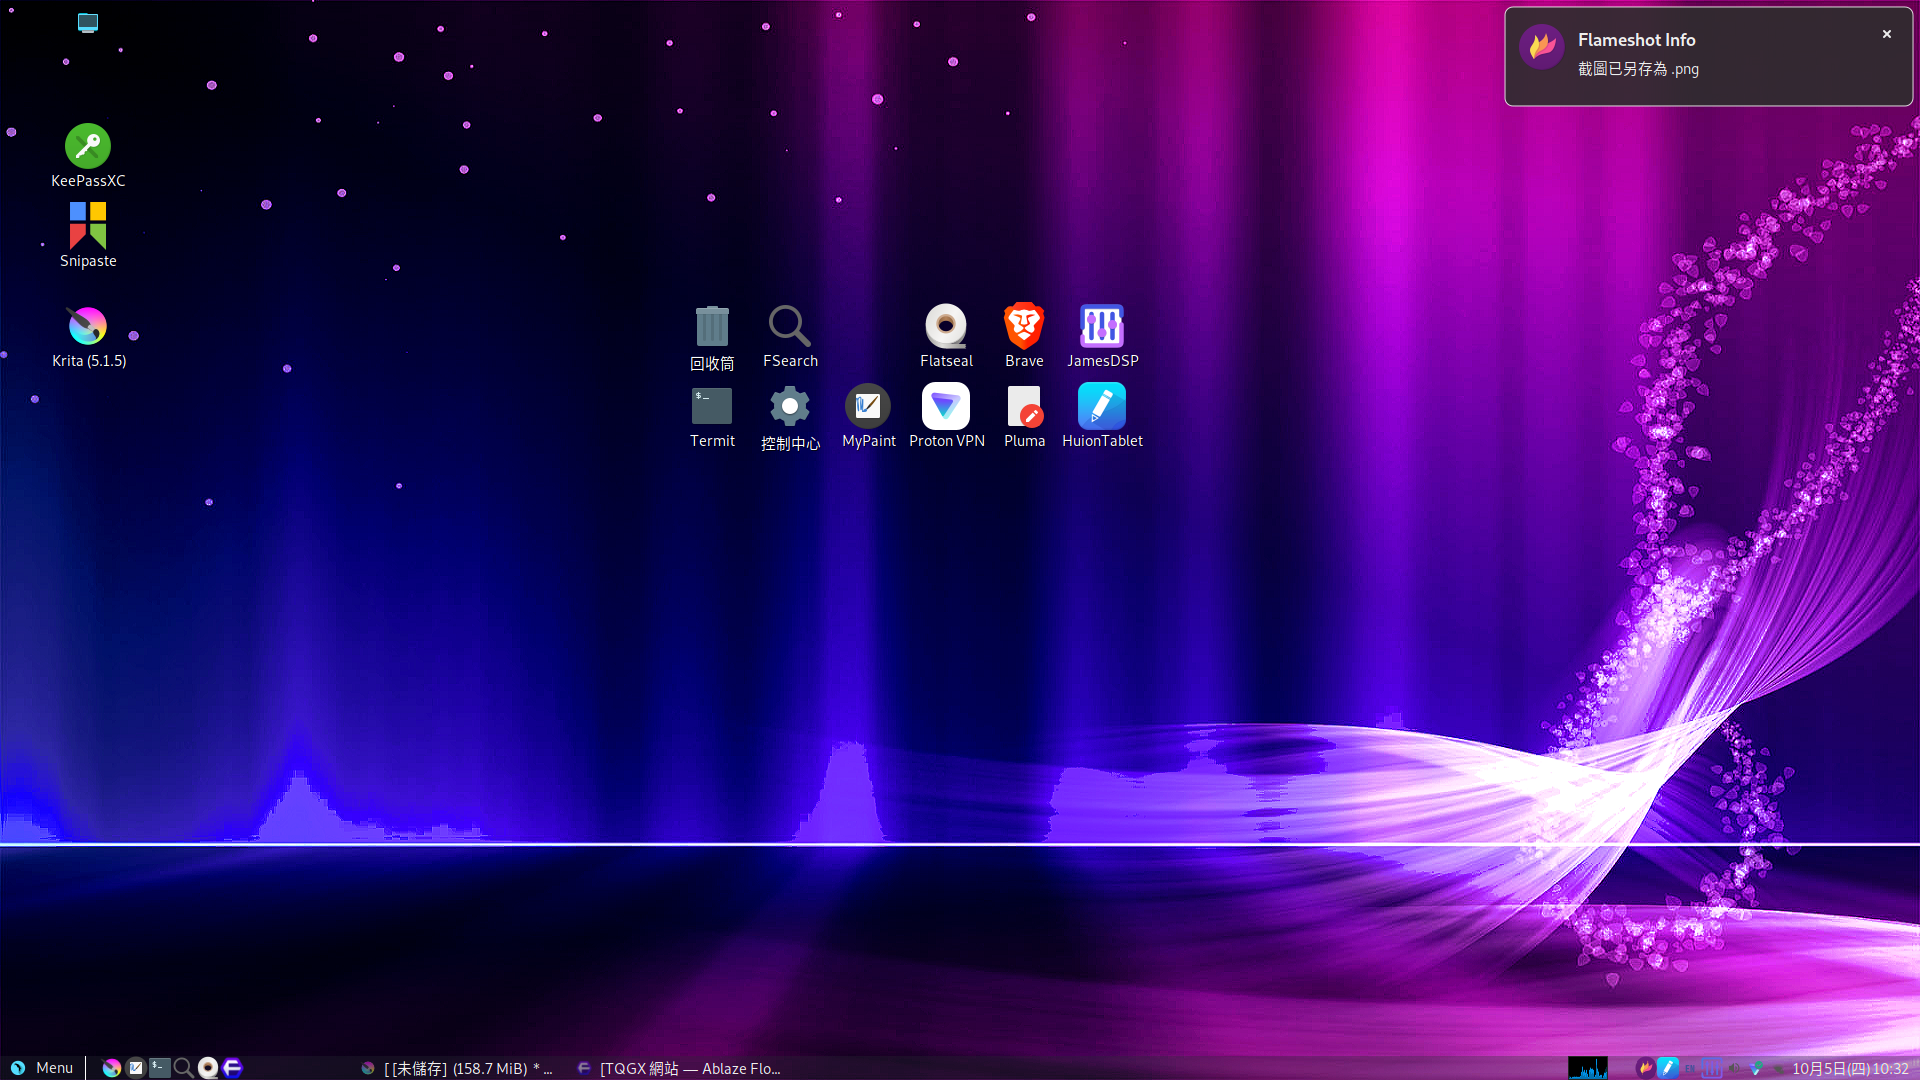 Flameshot Info
截圖已另存為 .png
KeePassXC
Snipaste
Krita (5.1.5)
回收筒
FSearch
Flatseal
Brave
JamesDSP
Termit
控制中心
MyPaint
Proton VPN
Pluma
HuionTablet
Menu
[ [未儲存] (158.7 MiB) * ...
[TQGX 網站 — Ablaze Flo...
10月5日(四)10:32